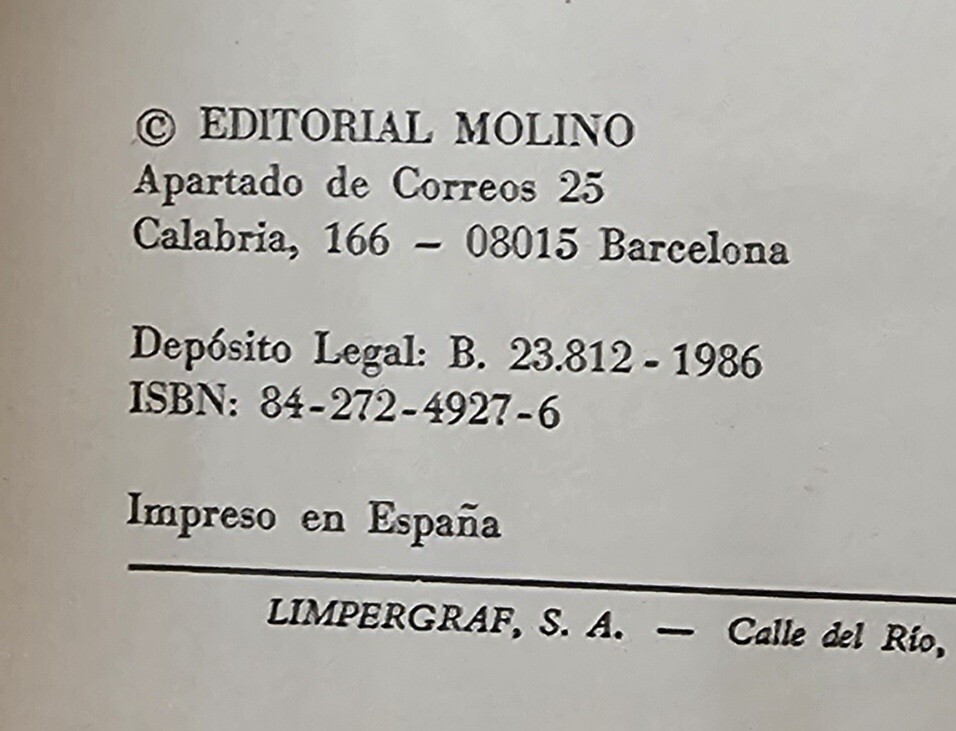 © EDITORIAL MOLINO
Apartado de Correos 25
Calabria, 166 – 08015 Barcelona
Depósito Legal: B. 23.812 - 1986
ISBN: 84-272-4927-6
Impreso en España
LIMPERGRAF, S. A. — Calle del Río,